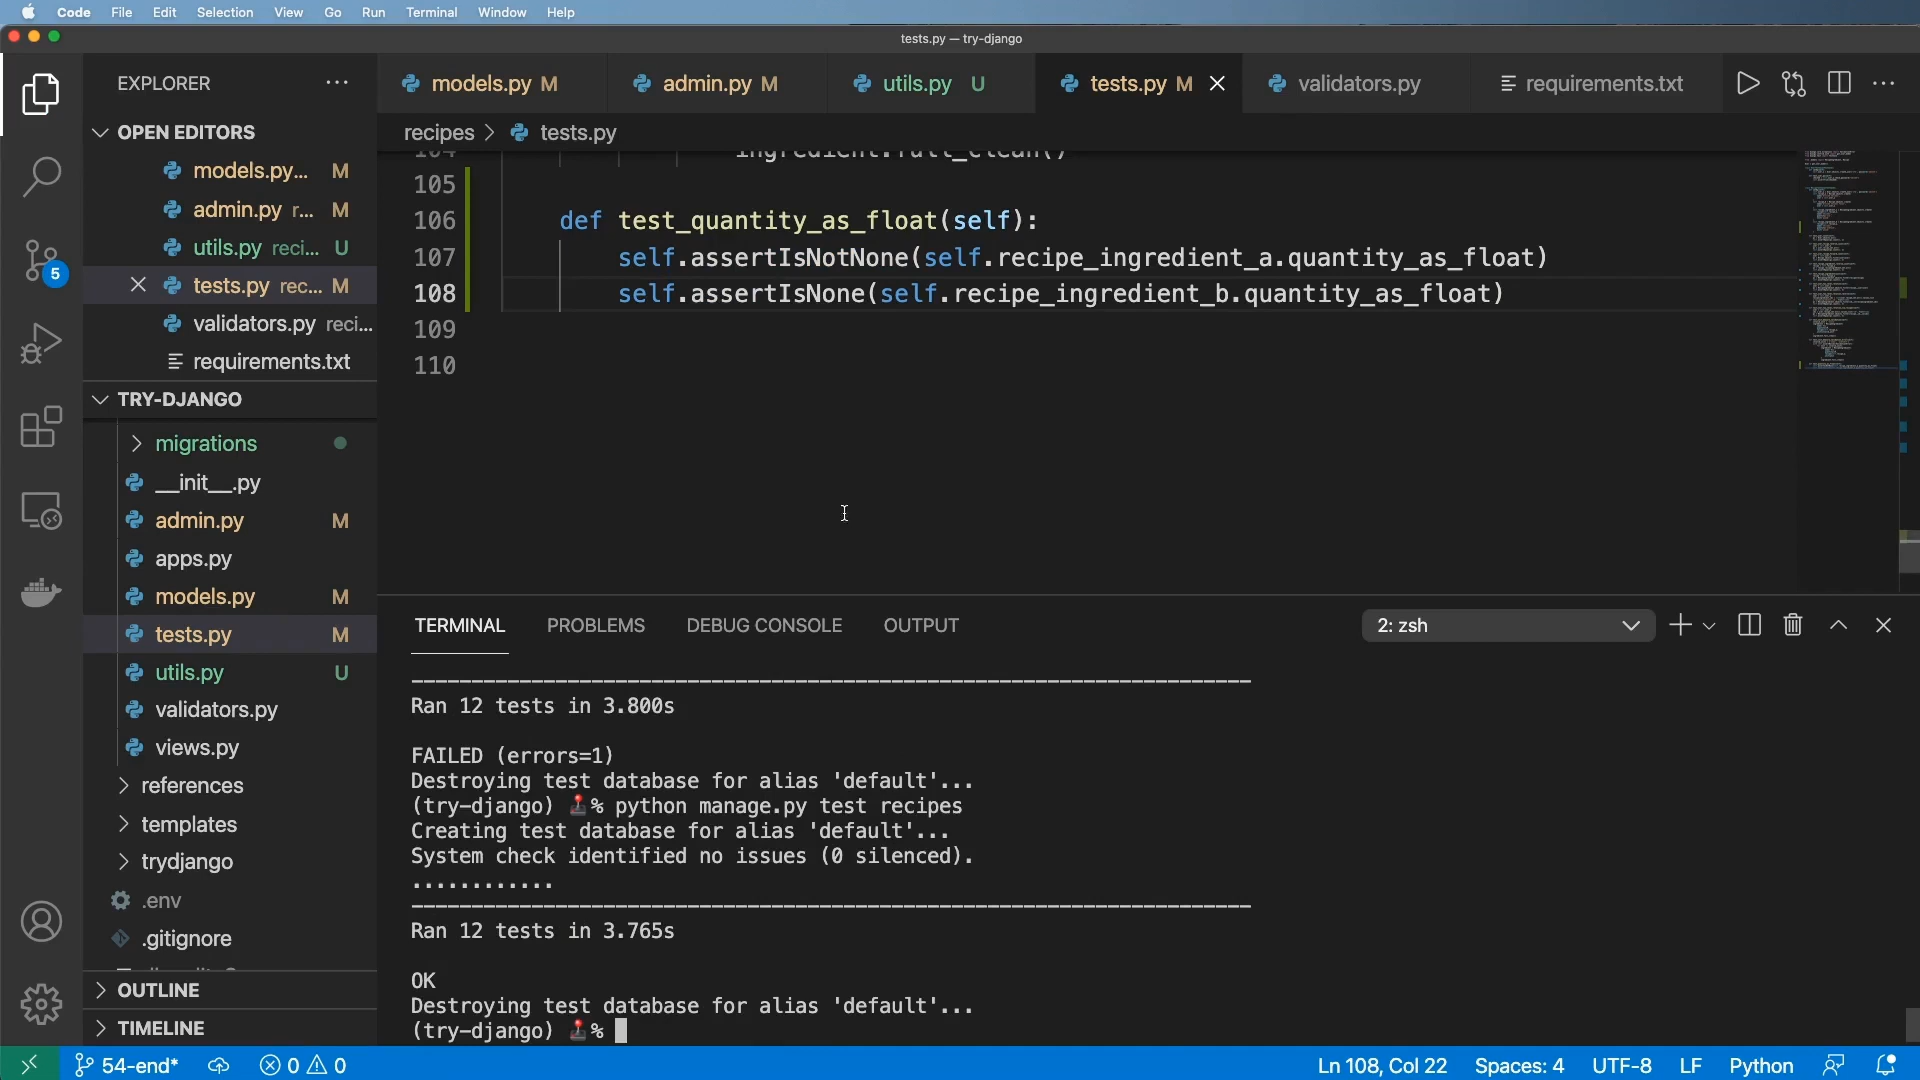 Code File Edit Selection View Go Run Terminal Window Help
tests.py — try-django
EXPLORER
OPEN EDITORS
models.py... M
admin.py r... M
utils.py reci... U
tests.py rec... M
validators.py reci...
requirements.txt
5
TRY-DJANGO
migrations
__init__.py
admin.py M
apps.py
models.py M
tests.py M
utils.py U
validators.py
views.py
references
templates
trydjango
.env
.gitignore
OUTLINE
TIMELINE
models.py M admin.py M utils.py U tests.py M validators.py requirements.txt
recipes > tests.py
104 ingredient.full_clean()
105
106 def test_quantity_as_float(self):
107 self.assertIsNotNone(self.recipe_ingredient_a.quantity_as_float)
108 self.assertIsNone(self.recipe_ingredient_b.quantity_as_float)
109
110
TERMINAL PROBLEMS DEBUG CONSOLE OUTPUT 2: zsh
----------------------------------------------------------------------
Ran 12 tests in 3.800s
FAILED (errors=1)
Destroying test database for alias 'default'...
(try-django) 🕹% python manage.py test recipes
Creating test database for alias 'default'...
System check identified no issues (0 silenced).
............
----------------------------------------------------------------------
Ran 12 tests in 3.765s
OK
Destroying test database for alias 'default'...
(try-django) 🕹%
54-end* 0 0 Ln 108, Col 22 Spaces: 4 UTF-8 LF Python